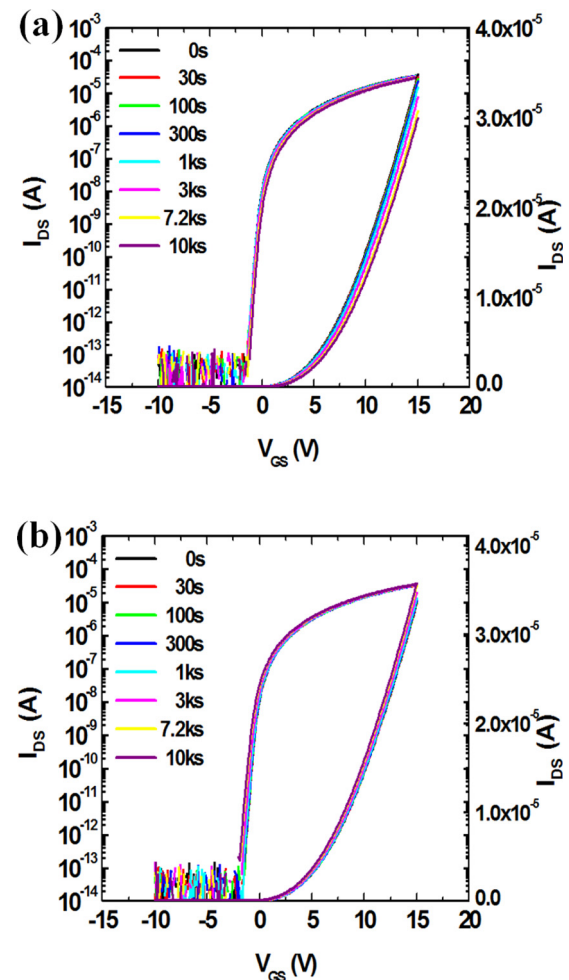 (a)
10⁻³
10⁻⁴
10⁻⁵
10⁻⁶
10⁻⁷
10⁻⁸
10⁻⁹
10⁻¹⁰
10⁻¹¹
10⁻¹²
10⁻¹³
10⁻¹⁴
I_DS (A)
0s
30s
100s
300s
1ks
3ks
7.2ks
10ks
4.0x10⁻⁵
3.0x10⁻⁵
2.0x10⁻⁵
1.0x10⁻⁵
0.0
I_DS (A)
-15 -10 -5 0 5 10 15 20
V_GS (V)
(b)
10⁻³
10⁻⁴
10⁻⁵
10⁻⁶
10⁻⁷
10⁻⁸
10⁻⁹
10⁻¹⁰
10⁻¹¹
10⁻¹²
10⁻¹³
10⁻¹⁴
I_DS (A)
0s
30s
100s
300s
1ks
3ks
7.2ks
10ks
4.0x10⁻⁵
3.0x10⁻⁵
2.0x10⁻⁵
1.0x10⁻⁵
0.0
I_DS (A)
-15 -10 -5 0 5 10 15 20
V_GS (V)